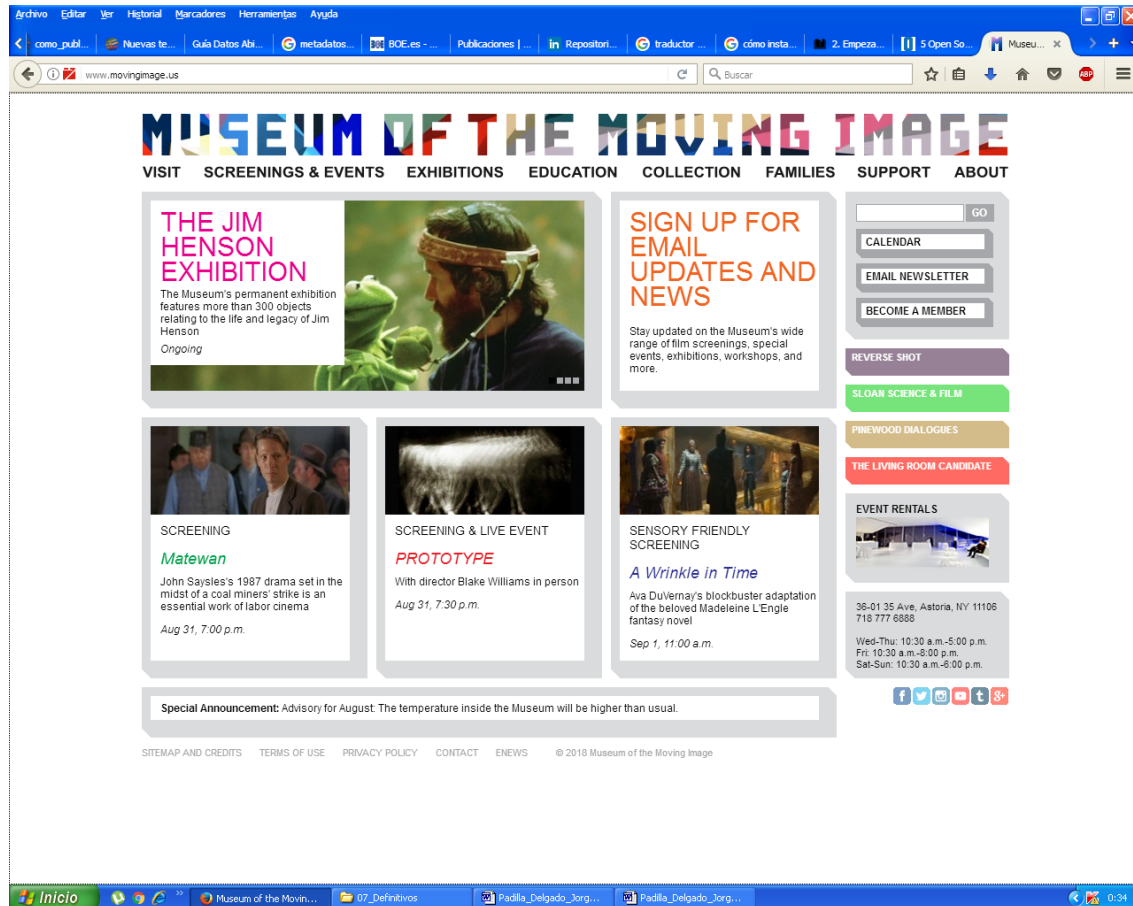 Archivo Editar Ver Historial Marcadores Herramientas Ayuda
como_publ... Nuevas te... Guía Datos Abi... metadatos... BOE.es - ... Publicaciones | ... Repositori... traductor ... cómo insta... 2. Empeza... 5 Open So... Museu...
www.movingimage.us Buscar
MUSEUM OF THE MOVING IMAGE
VISIT SCREENINGS & EVENTS EXHIBITIONS EDUCATION COLLECTION FAMILIES SUPPORT ABOUT
THE JIM
HENSON
EXHIBITION
The Museum's permanent exhibition
features more than 300 objects
relating to the life and legacy of Jim
Henson
Ongoing
SIGN UP FOR
EMAIL
UPDATES AND
NEWS
Stay updated on the Museum's wide
range of film screenings, special
events, exhibitions, workshops, and
more.
GO
CALENDAR
EMAIL NEWSLETTER
BECOME A MEMBER
REVERSE SHOT
SLOAN SCIENCE & FILM
PINEWOOD DIALOGUES
THE LIVING ROOM CANDIDATE
SCREENING
Matewan
John Saysles's 1987 drama set in the
midst of a coal miners' strike is an
essential work of labor cinema
Aug 31, 7:00 p.m.
SCREENING & LIVE EVENT
PROTOTYPE
With director Blake Williams in person
Aug 31, 7:30 p.m.
SENSORY FRIENDLY
SCREENING
A Wrinkle in Time
Ava DuVernay's blockbuster adaptation
of the beloved Madeleine L'Engle
fantasy novel
Sep 1, 11:00 a.m.
EVENT RENTALS
36-01 35 Ave, Astoria, NY 11106
718 777 6888
Wed-Thu: 10:30 a.m.-5:00 p.m.
Fri: 10:30 a.m.-8:00 p.m.
Sat-Sun: 10:30 a.m.-6:00 p.m.
Special Announcement: Advisory for August: The temperature inside the Museum will be higher than usual.
SITEMAP AND CREDITS TERMS OF USE PRIVACY POLICY CONTACT ENEWS © 2018 Museum of the Moving Image
Inicio Museum of the Movin... 07_Definitivos Padilla_Delgado_Jorg... Padilla_Delgado_Jorg... 0:34